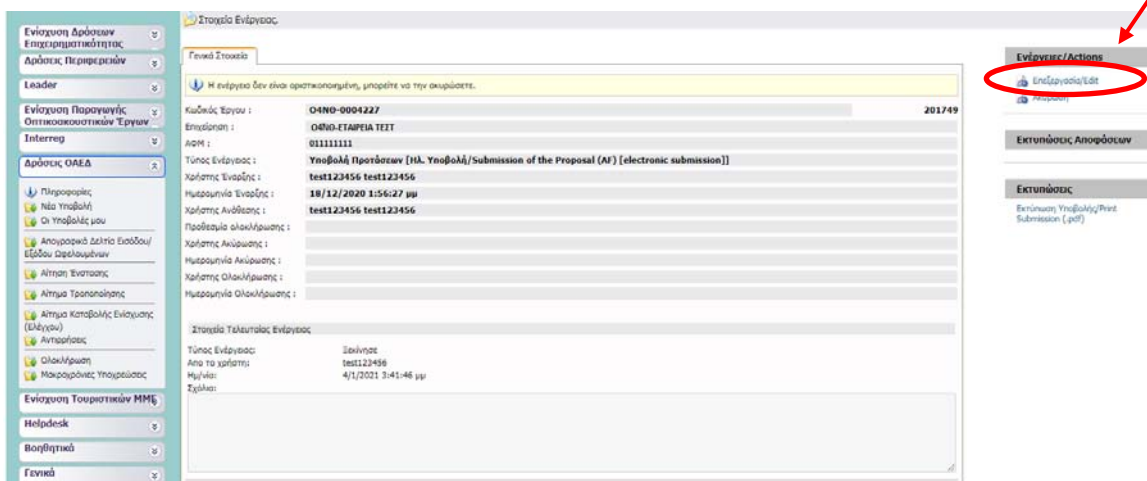 Ενίσχυση Δράσεων
Επιχειρηματικότητας
Δράσεις Περιφερειών
Leader
Ενίσχυση Παραγωγής
Οπτικοακουστικών Έργων
Interreg
Δράσεις ΟΑΕΔ
Πληροφορίες
Νέα Υποβολή
Οι Υποβολές μου
Απογραφικά Δελτία Εισόδου/
Εξόδου Ωφελουμένων
Αίτηση Ένστασης
Αίτημα Τροποποίησης
Αίτημα Καταβολής Ενίσχυσης
(Ελέγχου)
Αντιρρήσεις
Ολοκλήρωση
Μακροχρόνιες Υποχρεώσεις
Ενίσχυση Τουριστικών ΜΜΕ
Helpdesk
Βοηθητικά
Γενικά
Στοιχεία Ενέργειας.
Γενικά Στοιχεία
Η ενέργεια δεν είναι οριστικοποιημένη, μπορείτε να την ακυρώσετε.
Κωδικός Έργου : Ο4ΝΟ-0004227 201749
Επιχείρηση : Ο4ΝΟ-ΕΤΑΙΡΕΙΑ ΤΕΣΤ
ΑΦΜ : 011111111
Τύπος Ενέργειας : Υποβολή Προτάσεων [Ηλ. Υποβολή/Submission of the Proposal (AF) [electronic submission]]
Χρήστης Έναρξης : test123456 test123456
Ημερομηνία Έναρξης : 18/12/2020 1:56:27 μμ
Χρήστης Ανάθεσης : test123456 test123456
Προθεσμία ολοκλήρωσης :
Χρήστης Ακύρωσης :
Ημερομηνία Ακύρωσης :
Χρήστης Ολοκλήρωσης :
Ημερομηνία Ολοκλήρωσης :
Στοιχεία Τελευταίας Ενέργειας
Τύπος Ενέργειας: Ξεκίνησε
Απο το χρήστη: test123456
Ημ/νία: 4/1/2021 3:41:46 μμ
Σχόλια:
Ενέργειες/Actions
Επεξεργασία/Edit
Ακύρωση
Εκτυπώσεις Αποφάσεων
Εκτυπώσεις
Εκτύπωση Υποβολής/Print
Submission (.pdf)